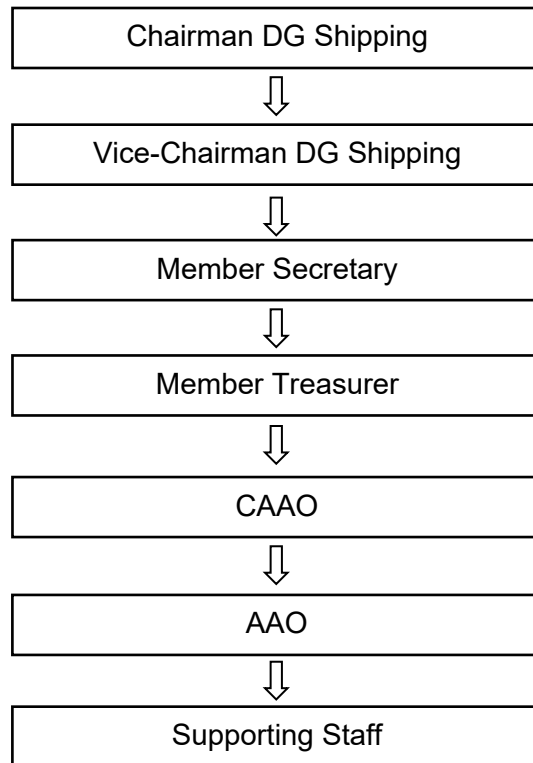 Chairman DG Shipping
Vice-Chairman DG Shipping
Member Secretary
Member Treasurer
CAAO
AAO
Supporting Staff